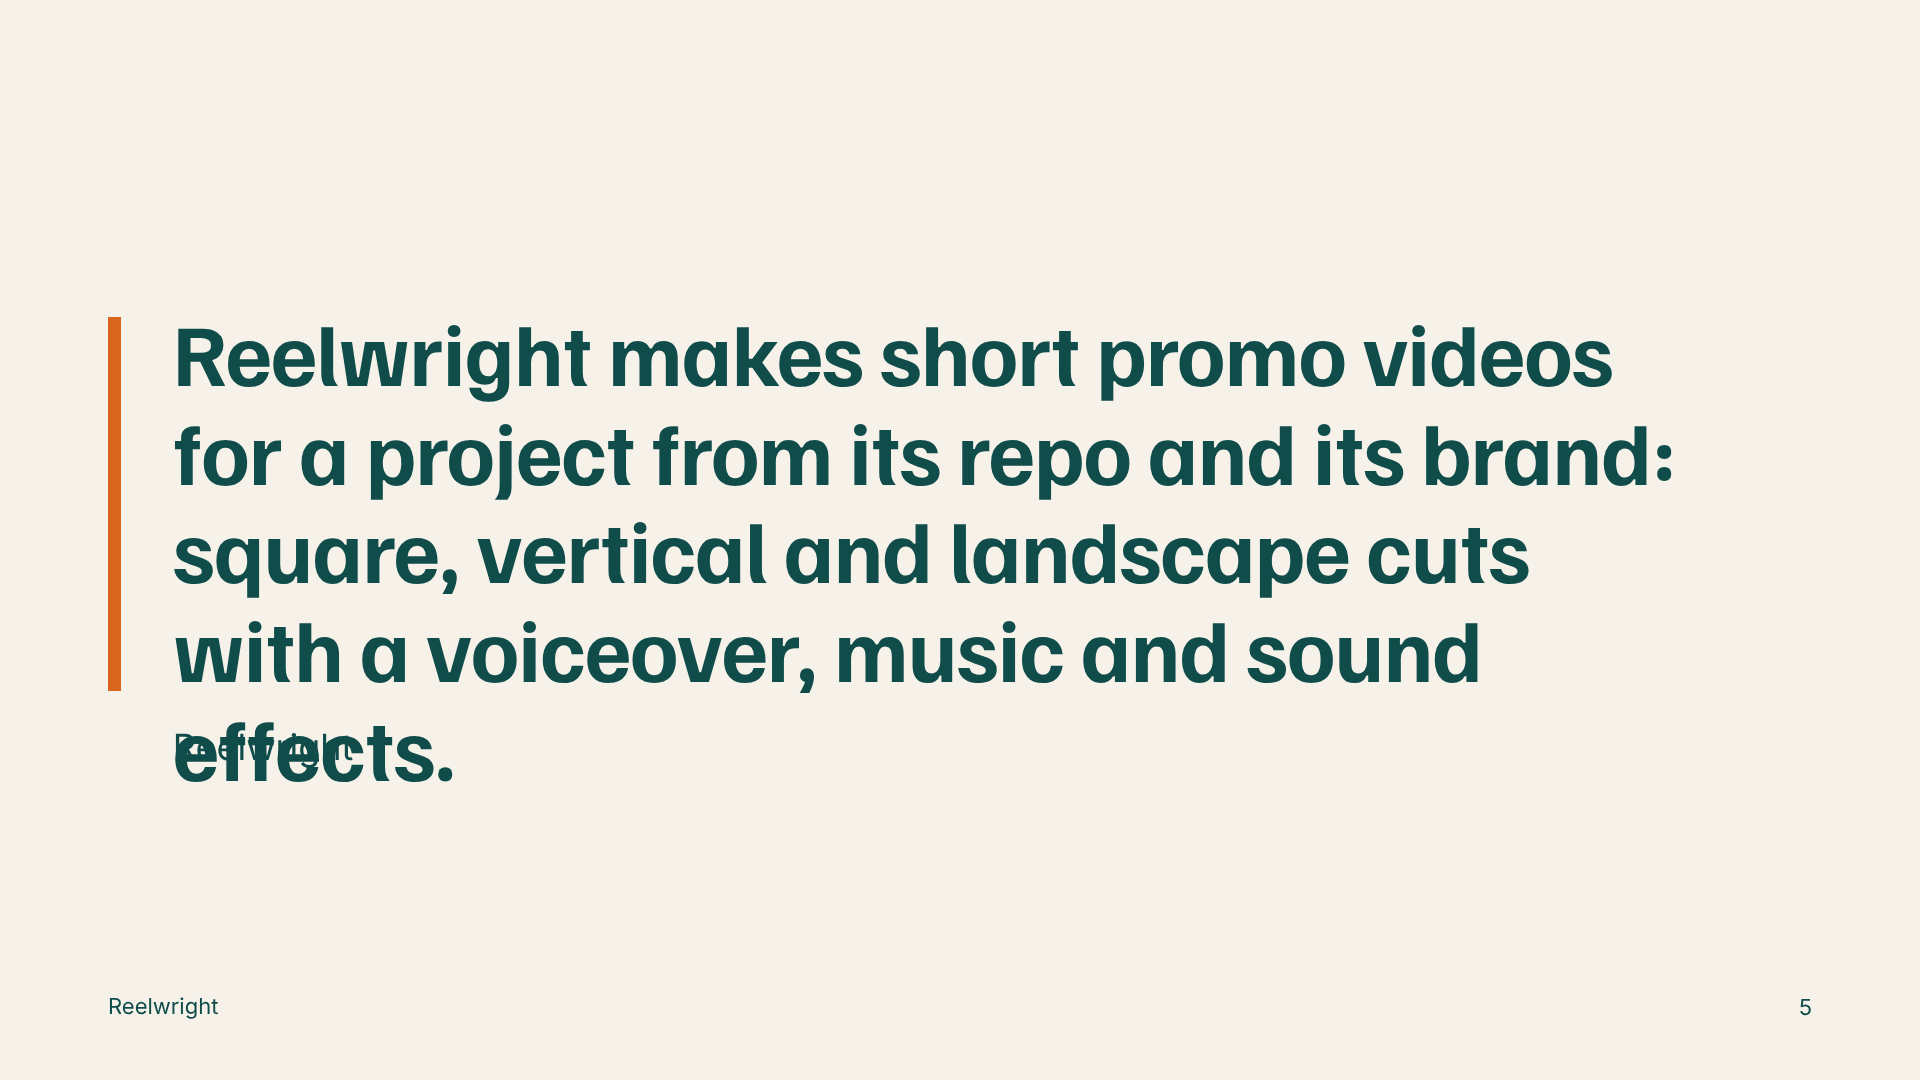 Reelwright makes short promo videos
for a project from its repo and its brand:
square, vertical and landscape cuts
with a voiceover, music and sound
effects.
Reelwright
Reelwright
5